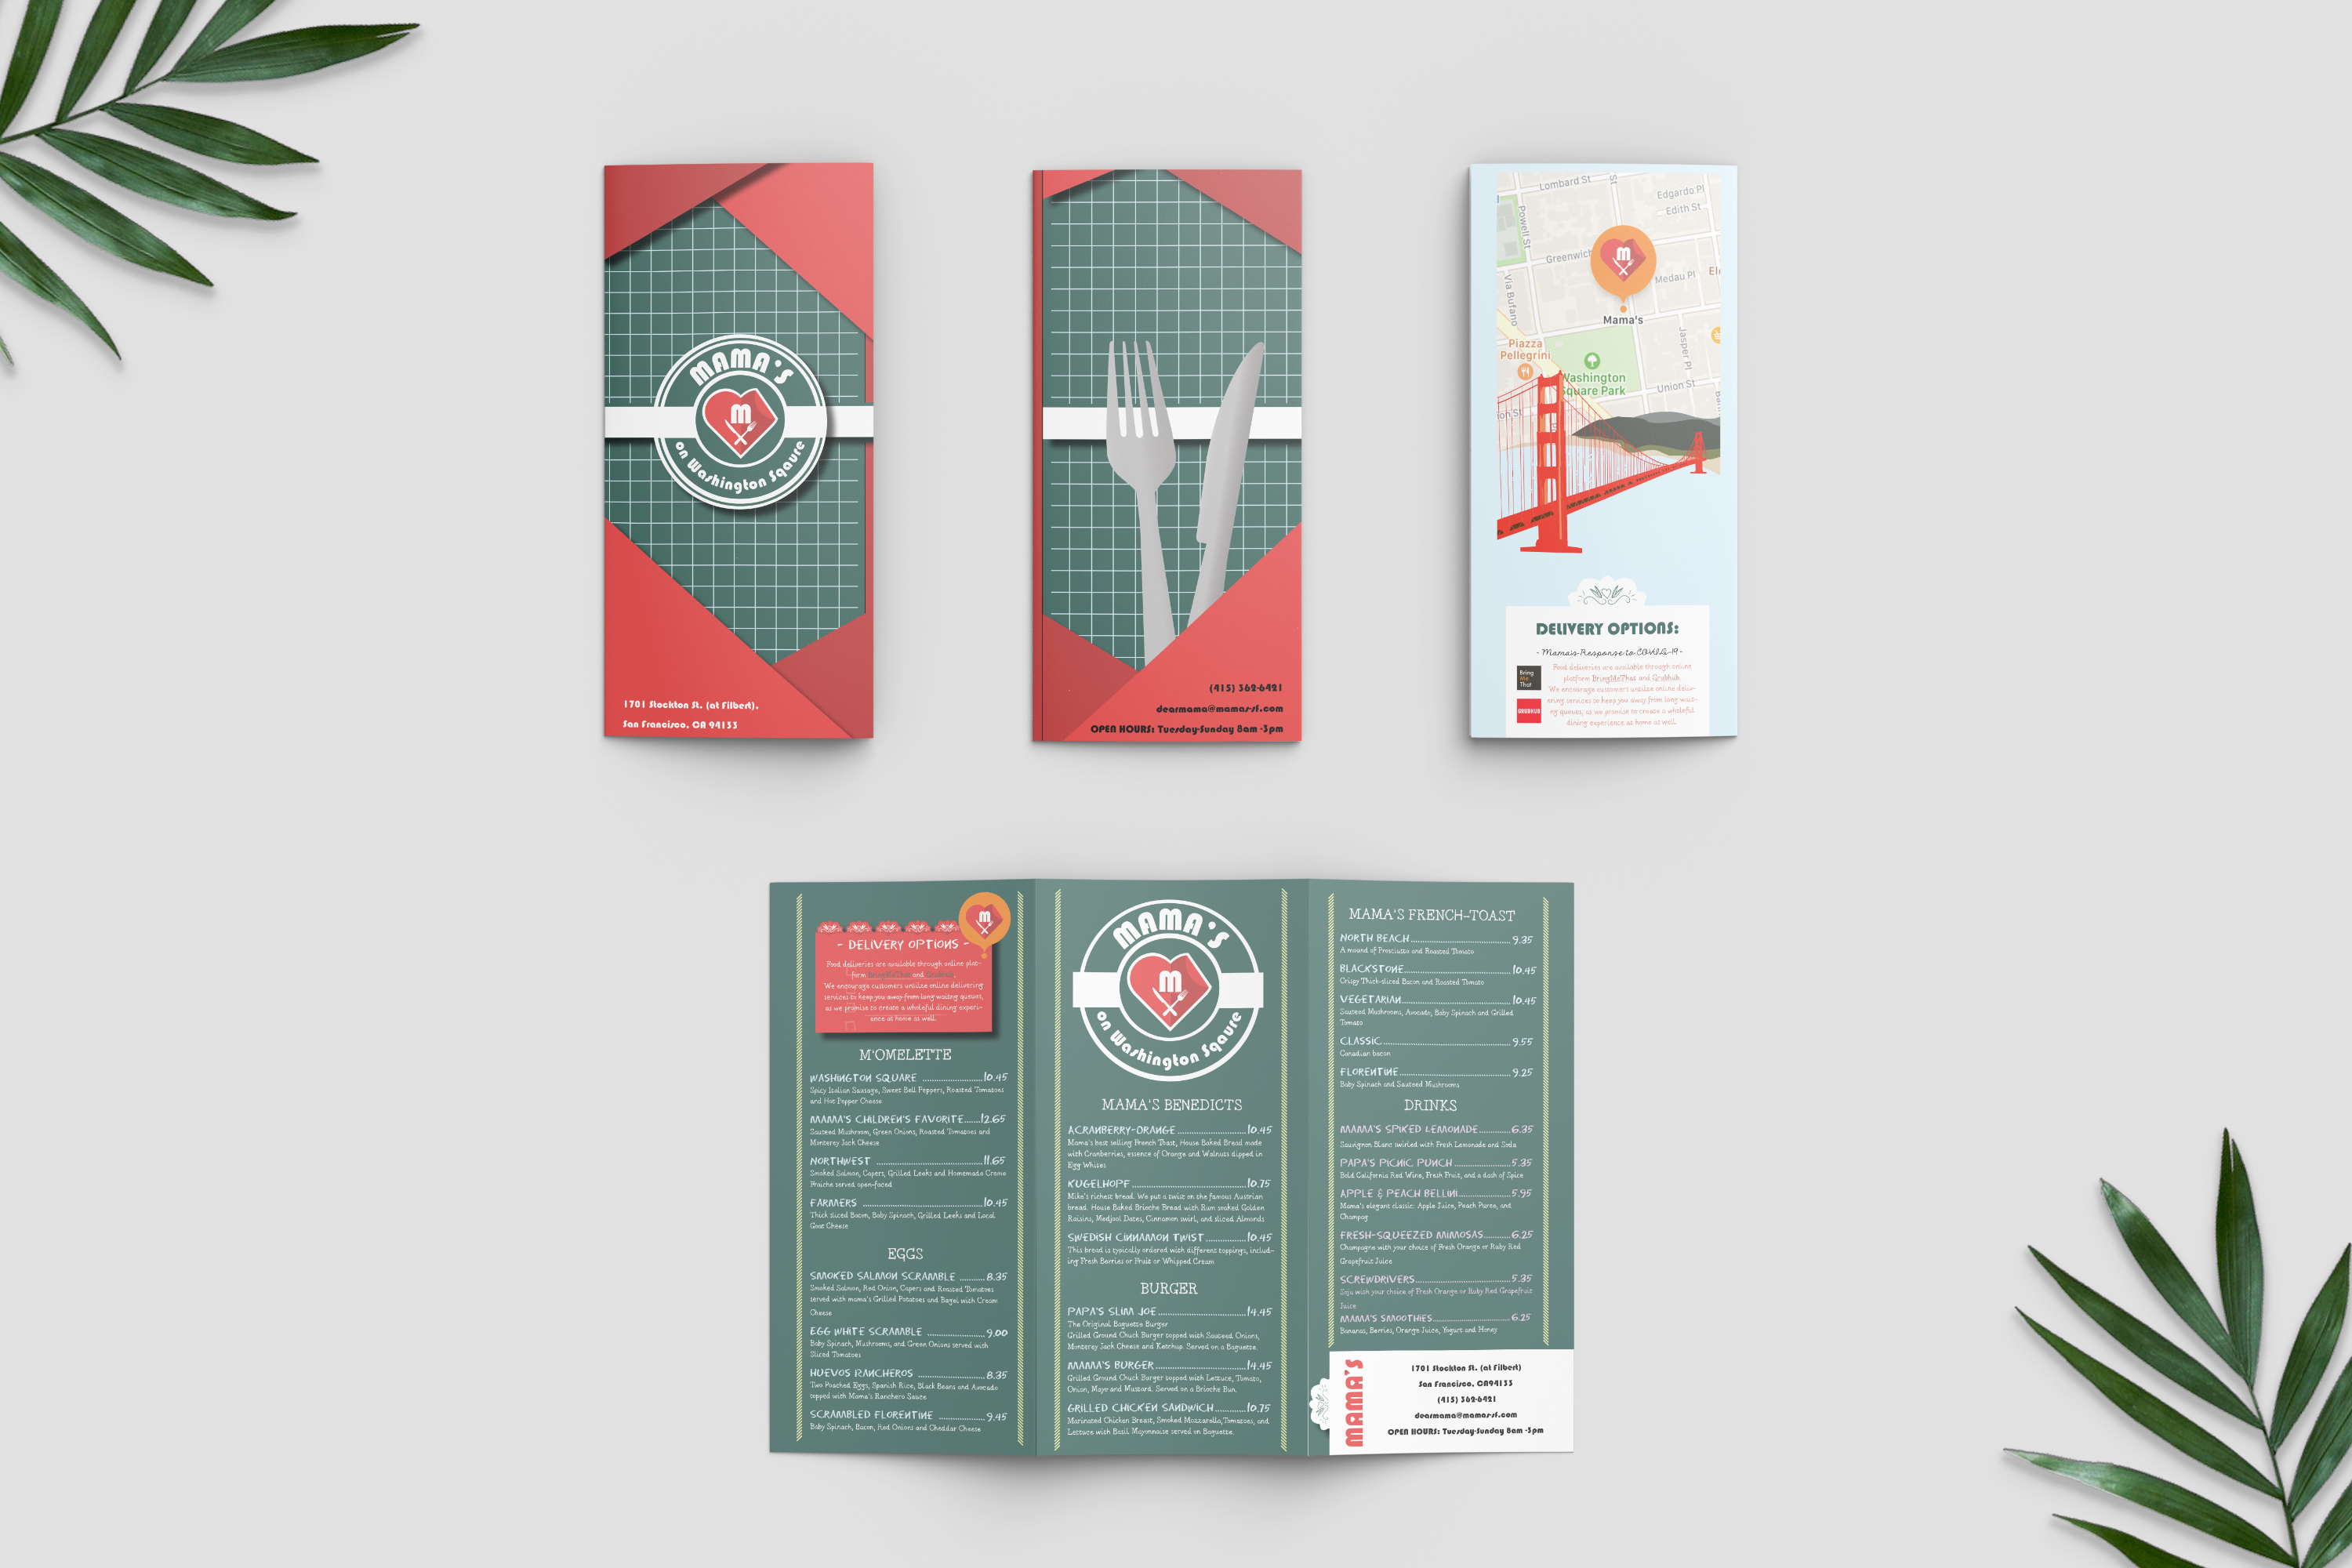 MAMA'S
M
on Washington Sqaure
1701 Stockton St. (at Filbert),
San Francisco, CA 94133
(415) 362-6421
dearmama@mamas-sf.com
OPEN HOURS: Tuesday-Sunday 8am -3pm
Lombard St
St
Edgardo Pl
Edith St
Powell St
Greenwich
M
Medau Pl
Via Bufano
Mama's
Jasper Pl
Piazza
Pellegrini
Washington
Square Park
Union St
ion St
DELIVERY OPTIONS:
- Mama's Response to COVID-19 -
Bring
Me
That
GRUBHUB
Food deliveries are available through online
platform BringMeThat and Grubhub
We encourage customers untilze online deliv-
ering services to keep you away from long wait-
ng queues, as we promise to create a wholeful
dining experience as home as well.
M
- DELIVERY OPTIONS -
Food deliveries are available through online plat-
form BringMeThat and Grubhub.
We encourage customers untilze online delivering
services to keep you away from long waitng queues,
as we promise to create a wholeful dining experi-
ence at home as well.
M'OMELETTE
WASHINGTON SQUARE ......................10.45
Spicy Italian Sausage, Sweet Bell Peppers, Roasted Tomatoes
and Hot Pepper Cheese
MAMA'S CHILDREN'S FAVORITE......12.65
Sauteed Mushroom, Green Onions, Roasted Tomatoes and
Monterey Jack Cheese
NORTHWEST .......................................11.65
Smoked Salmon, Capers, Grilled Leeks and Homemade Creme
Fraiche served open-faced
FARMERS ............................................10.45
Thick sliced Bacon, Baby Spinach, Grilled Leeks and Local
Goat Cheese
EGGS
SMOKED SALMON SCRAMBLE ..........8.35
Smoked Salmon, Red Onion, Capers and Roasted Tomatoes
served with mama's Grilled Potatoes and Bagel with Cream
Cheese
EGG WHITE SCRAMBLE .....................9.00
Baby Spinach, Mushrooms, and Green Onions served with
Sliced Tomatoes
HUEVOS RANCHEROS .........................8.35
Two Poached Eggs, Spanish Rice, Black Beans and Avocado
topped with Mama's Ranchero Sauce
SCRAMBLED FLORENTINE .................9.45
Baby Spinach, Bacon, Red Onions and Cheddar Cheese
MAMA'S
M
on Washington Sqaure
MAMA'S BENEDICTS
ACRANBERRY-ORANGE .........................10.45
Mama's best selling French Toast, House Baked Bread made
with Cranberries, essence of Orange and Walnuts dipped in
Egg Whites
KUGELHOPF ..........................................10.75
Mike's richest bread. We put a twist on the famous Austrian
bread. House Baked Brioche Bread with Rum soaked Golden
Raisins, Medjool Dates, Cinnamon swirl, and sliced Almonds
SWEDISH CINNAMON TWIST ...............10.45
This bread is typically ordered with different toppings, includ-
ing Fresh Berries or Fruit or Whipped Cream
BURGER
PAPA'S SLIM JOE .................................14.45
The Original Baguette Burger
Grilled Ground Chuck Burger topped with Sauteed Onions,
Monterey Jack Cheese and Ketchup. Served on a Baguette.
MAMA'S BURGER ..................................14.45
Grilled Ground Chuck Burger topped with Lettuce, Tomato,
Onion, Mayo and Mustard. Served on a Brioche Bun.
GRILLED CHICKEN SANDWICH ............10.75
Marinated Chicken Breast, Smoked Mozzarella, Tomatoes, and
Lettuce with Basil Mayonnaise served on Baguette.
MAMA'S FRENCH-TOAST
NORTH BEACH ....................................9.35
A mound of Prosciutto and Roasted Tomato
BLACKSTONE.......................................10.45
Crispy Thick-sliced Bacon and Roasted Tomato
VEGETARIAN........................................10.45
Sauteed Mushrooms, Avocado, Baby Spinach and Grilled
Tomato
CLASSIC ..............................................9.55
Canadian bacon
FLORENTINE.........................................9.25
Baby Spinach and Sauteed Mushrooms
DRINKS
MAMA'S SPIKED LEMONADE ............6.35
Sauvignon Blanc swirled with Fresh Lemonade and Soda
PAPA'S PICNIC PUNCH .....................5.35
Bold California Red Wine, Fresh Fruit, and a dash of Spice
APPLE & PEACH BELLINI...................5.95
Mama's elegant classic: Apple Juice, Peach Puree, and
Champag
FRESH-SQUEEZED MIMOSAS..........6.25
Champagne with your choice of Fresh Orange or Ruby Red
Grapefruit Juice
SCREWDRIVERS..................................5.35
Soju with your choice of Fresh Orange or Ruby Red Grapefruit
Juice
MAMA'S SMOOTHIES..........................6.25
Bananas, Berries, Orange Juice, Yogurt and Honey
MAMA'S
1701 Stockton St. (at Filbert)
San Francisco, CA94133
(415) 362-6421
dearmama@mamas-sf.com
OPEN HOURS: Tuesday-Sunday 8am -3pm